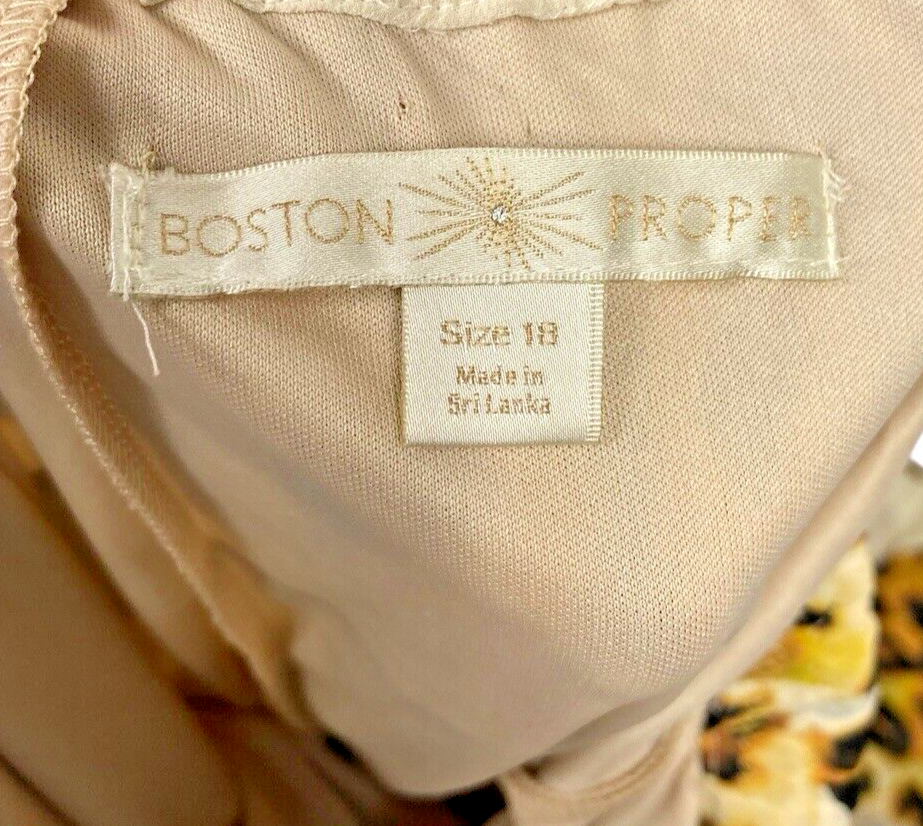 BOSTON PROPER
Size 18
Made in
Sri Lanka